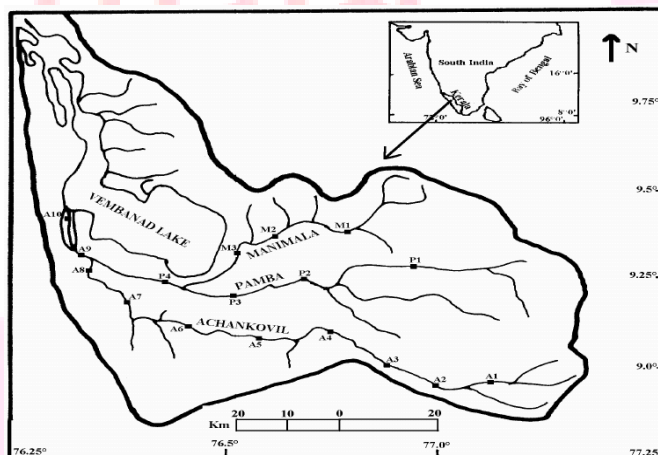 N
South India
Arabian Sea
Bay of Bengal
Kerala
16°0'
8°0'
96°0'
9.75°
9.5°
9.25°
9.0°
VEMBANAD LAKE
MANIMALA
PAMBA
ACHANKOVIL
M1
M2
M3
P1
P2
P3
P4
A10
A9
A8
A7
A6
A5
A4
A3
A2
A1
20 10 0 20
Km
76.25° 76.5° 77.0° 77.25°